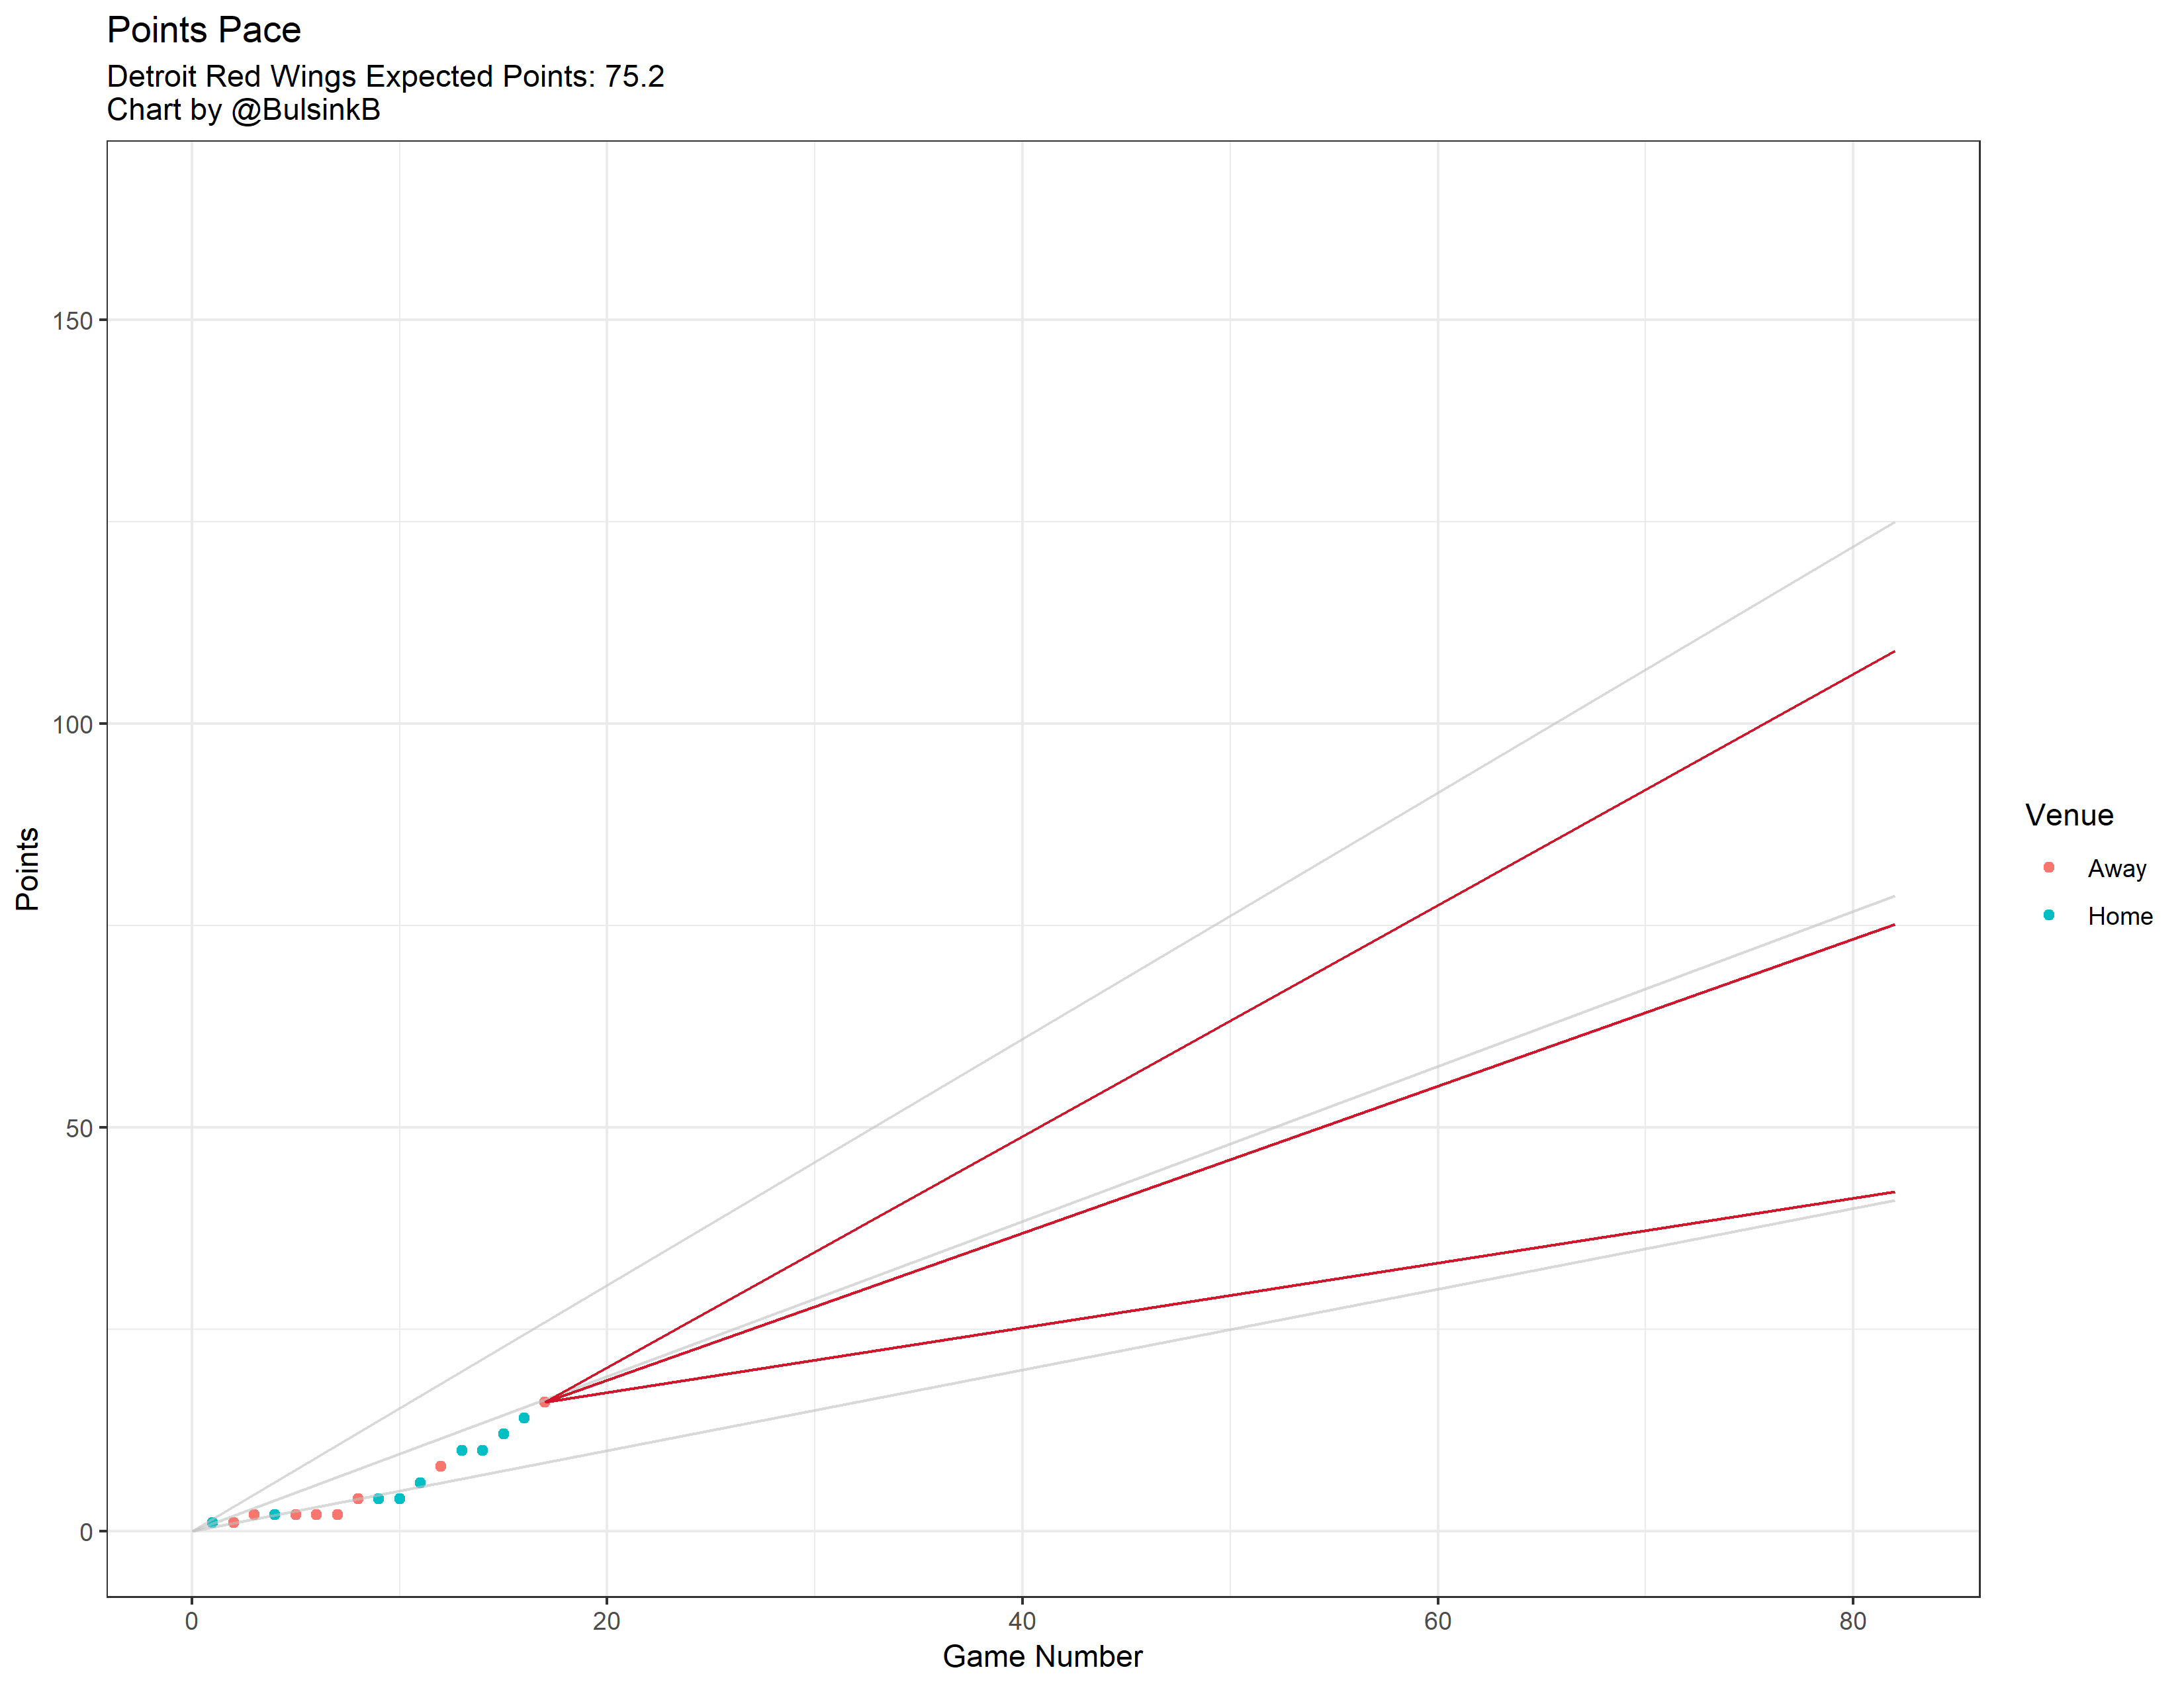 Points Pace
Detroit Red Wings Expected Points: 75.2
Chart by @BulsinkB
150
100
50
0
Points
0 20 40 60 80
Game Number
Venue
Away
Home